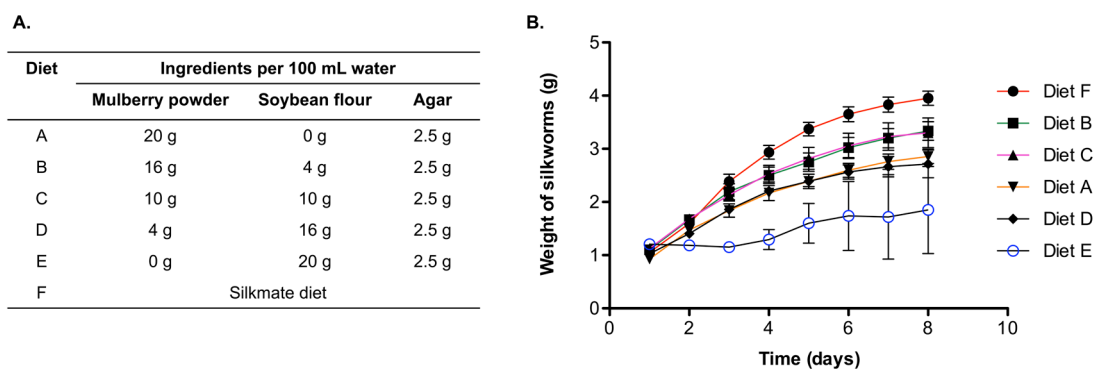 A.
Diet Ingredients per 100 mL water
Mulberry powder Soybean flour Agar
A 20 g 0 g 2.5 g
B 16 g 4 g 2.5 g
C 10 g 10 g 2.5 g
D 4 g 16 g 2.5 g
E 0 g 20 g 2.5 g
F Silkmate diet
B.
Weight of silkworms (g)
5
4
3
2
1
0
0 2 4 6 8 10
Time (days)
Diet F
Diet B
Diet C
Diet A
Diet D
Diet E